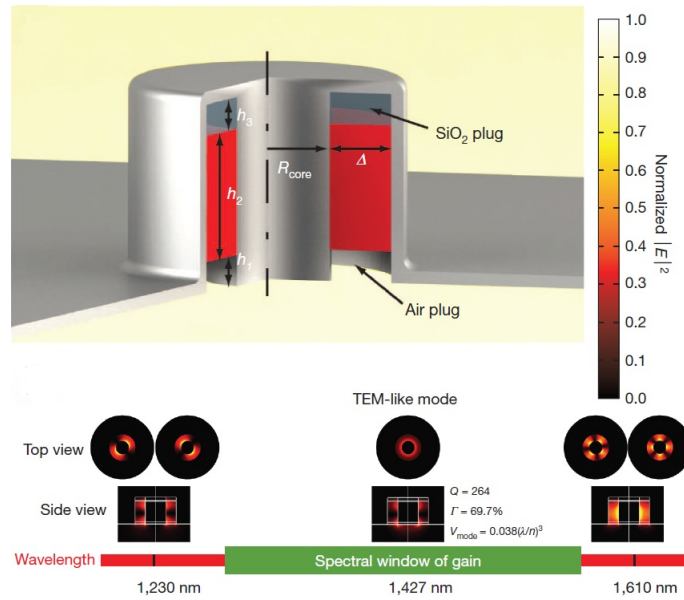 h₃
SiO₂ plug
R_core
Δ
h₂
h₁
Air plug
1.0
0.9
0.8
0.7
0.6
0.5
0.4
0.3
0.2
0.1
0.0
Normalized |E|²
TEM-like mode
Top view
Side view
Q = 264
Γ = 69.7%
V_mode = 0.038(λ/n)³
Wavelength
Spectral window of gain
1,230 nm
1,427 nm
1,610 nm